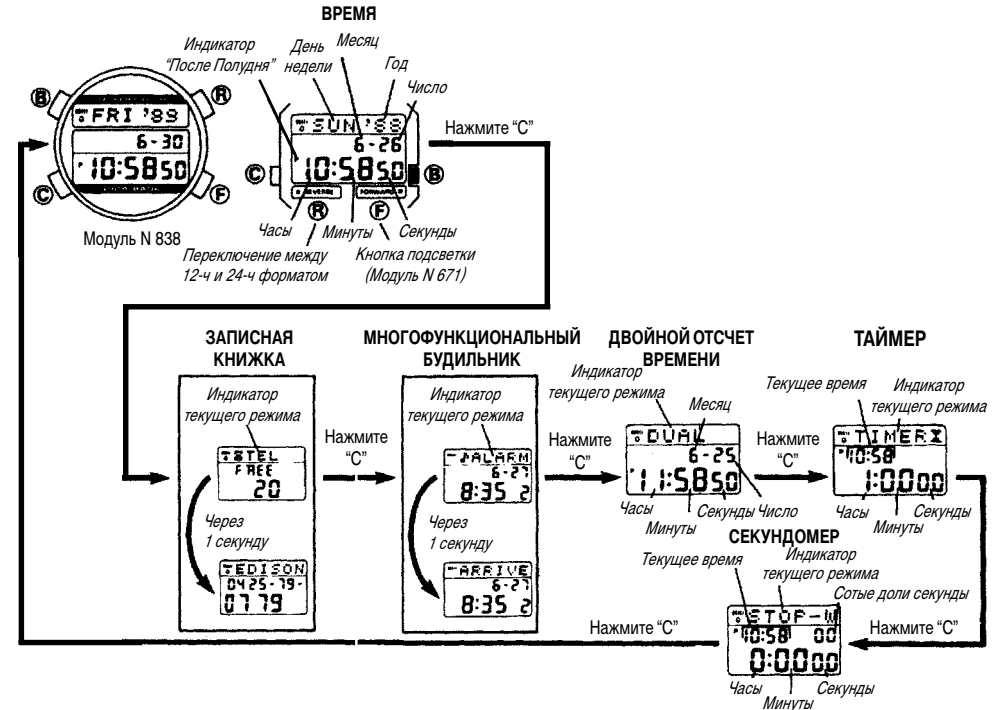 ВРЕМЯ
Индикатор
"После Полудня"
День
недели
Месяц
Год
Число
B
R
C
F
FRI '89
6-30
P 10:58 50
Модуль N 838
SUN '88
6-26
10:58 50
C
B
REVERSE
FORWARD
R
F
Часы
Минуты
Секунды
Переключение между
12-ч и 24-ч форматом
Кнопка подсветки
(Модуль N 671)
Нажмите "C"
ЗАПИСНАЯ
КНИЖКА
Индикатор
текущего режима
TEL
FREE
20
Через
1 секунду
EDISON
0425-79-
0779
Нажмите
"C"
МНОГОФУНКЦИОНАЛЬНЫЙ
БУДИЛЬНИК
Индикатор
текущего режима
♪ALARM
6-27
8:35 2
Через
1 секунду
ARRIVE
6-27
8:35 2
Нажмите
"C"
ДВОЙНОЙ ОТСЧЕТ
ВРЕМЕНИ
Индикатор
текущего режима
Месяц
DUAL
6-25
P 11:58 50
Часы
Минуты
Секунды
Число
Нажмите
"C"
ТАЙМЕР
Текущее время
Индикатор
текущего режима
TIMER
P 10:58
1:00 00
Часы
Минуты
Секунды
СЕКУНДОМЕР
Текущее время
Индикатор
текущего режима
Сотые доли секунды
STOP-W
P 10:58 00
0:00 00
Часы
Минуты
Секунды
Нажмите "C"
Нажмите "C"